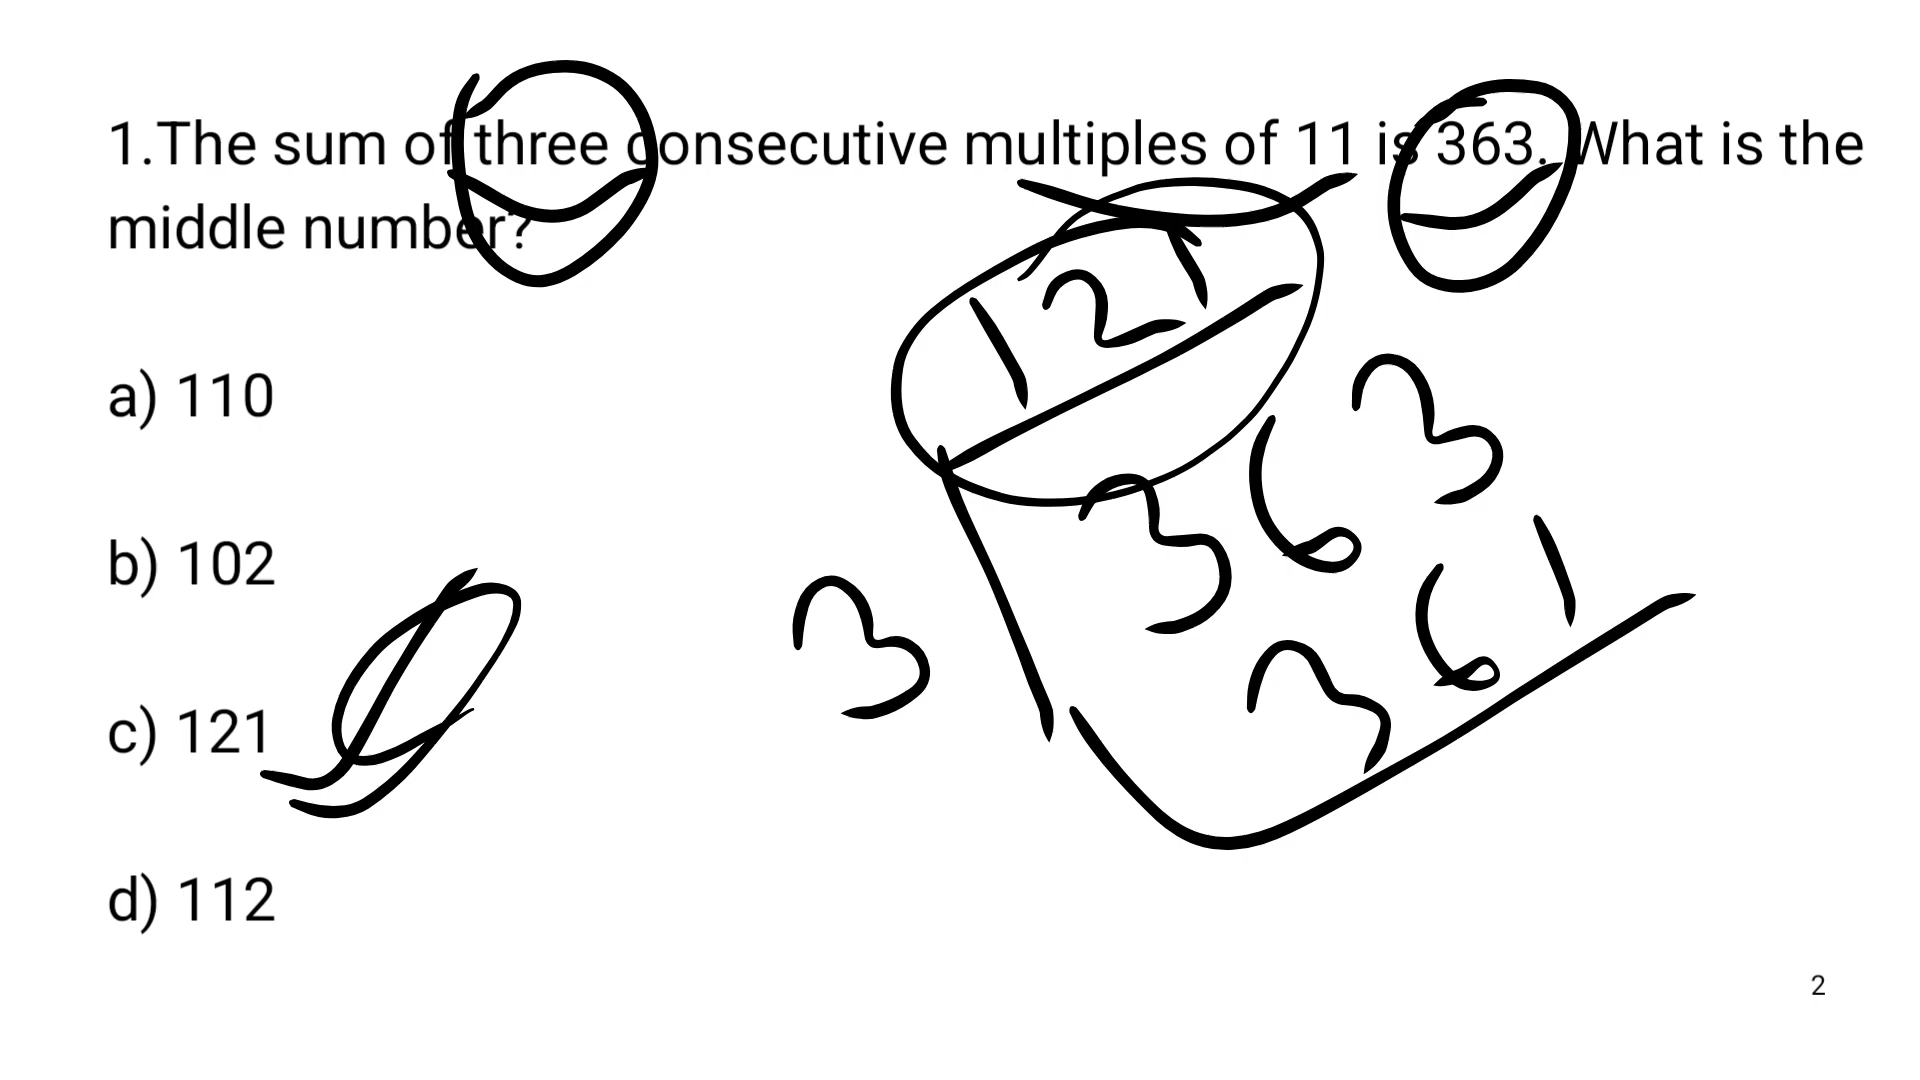 1.The sum of three consecutive multiples of 11 is 363. What is the
middle number?
a) 110
b) 102
c) 121
d) 112
121
3
363
361
2